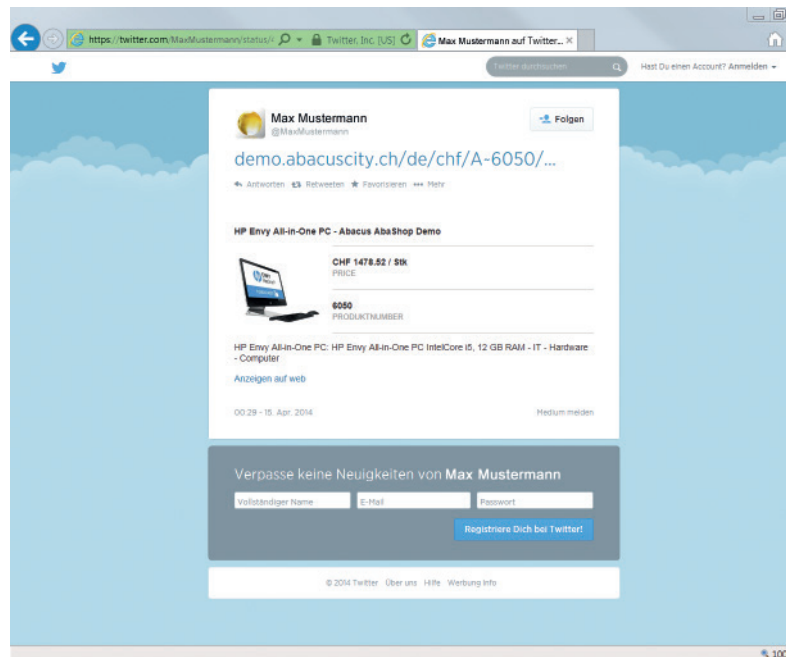 https://twitter.com/MaxMustermann/status/ Twitter, Inc. [US] Max Mustermann auf Twitter...
Twitter durchsuchen Hast Du einen Account? Anmelden
Max Mustermann
@MaxMustermann
Folgen
demo.abacuscity.ch/de/chf/A-6050/...
Antworten Retweeten Favorisieren Mehr
HP Envy All-in-One PC - Abacus AbaShop Demo
CHF 1478.52 / Stk
PRICE
6050
PRODUKTNUMBER
HP Envy All-in-One PC: HP Envy All-in-One PC IntelCore i5, 12 GB RAM - IT - Hardware
- Computer
Anzeigen auf web
00:29 - 15. Apr. 2014 Medium melden
Verpasse keine Neuigkeiten von Max Mustermann
Vollständiger Name E-Mail Passwort
Registriere Dich bei Twitter!
© 2014 Twitter Über uns Hilfe Werbung Info
100